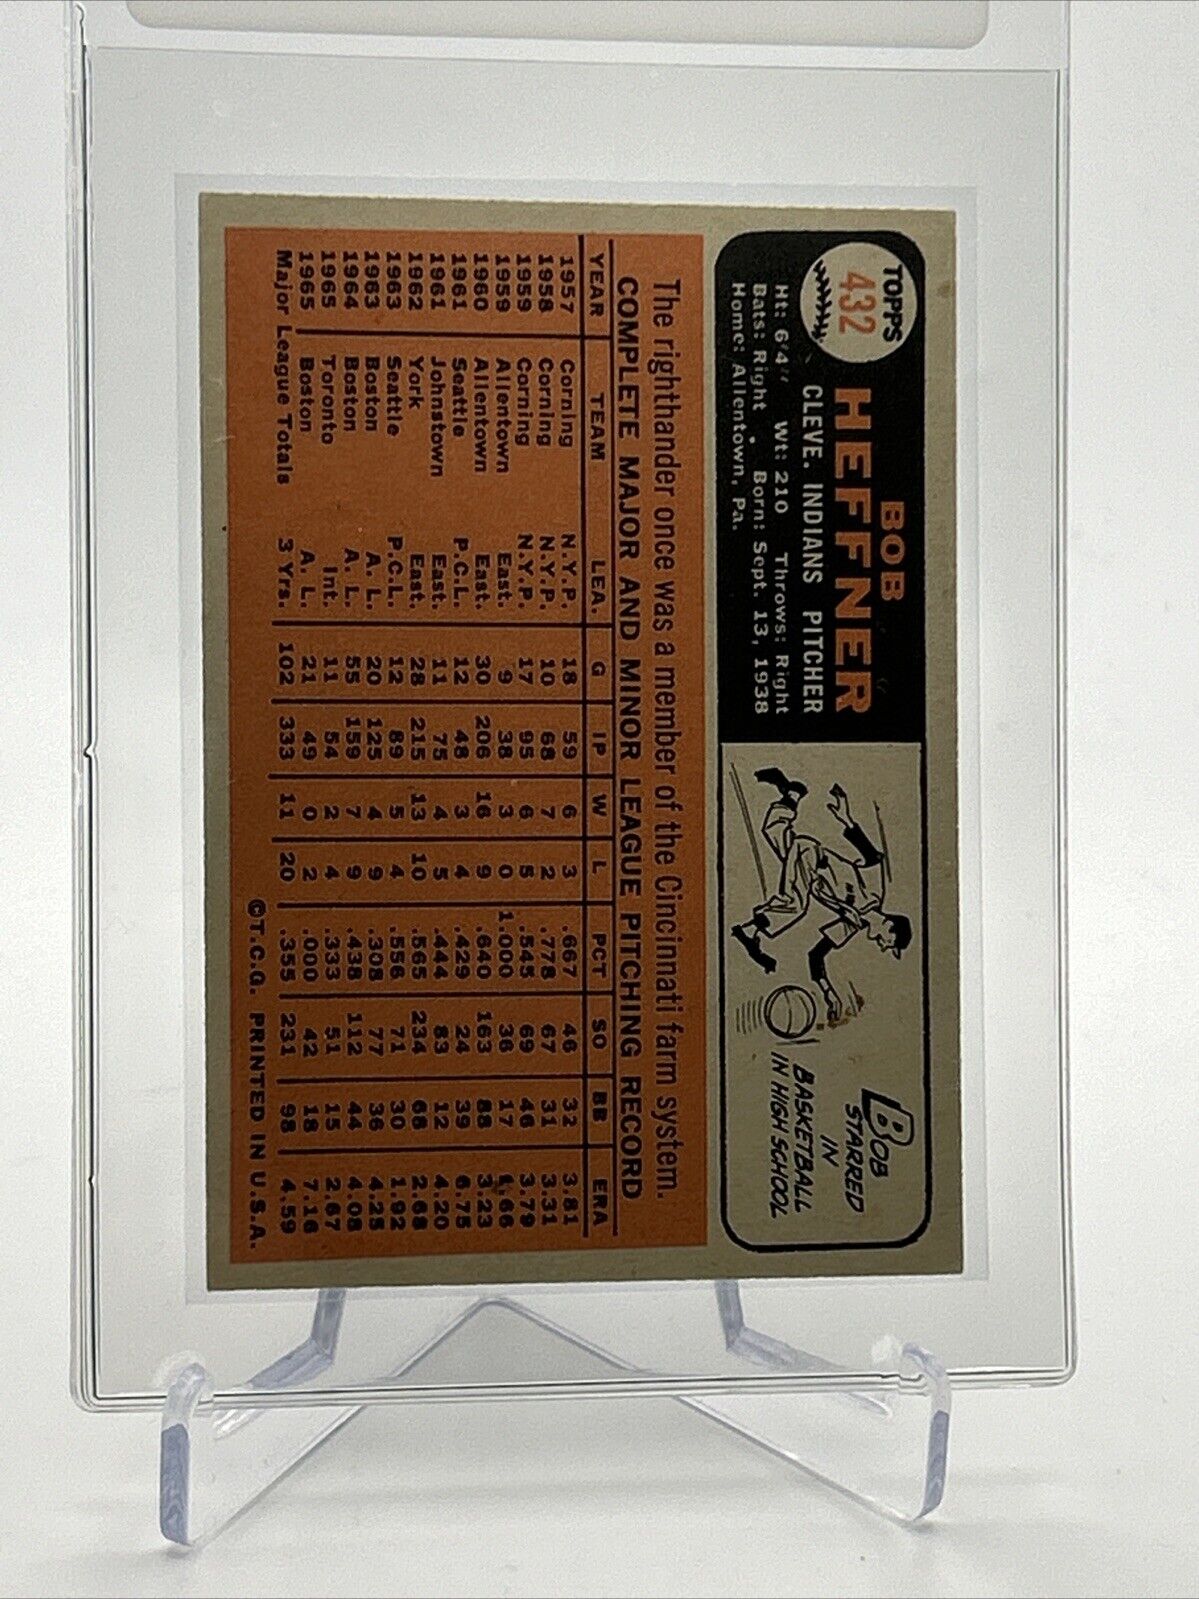 TOPPS
432
BOB
HEFFNER
CLEVE. INDIANS PITCHER
Ht: 6'4" Wt: 210 Throws: Right
Bats: Right . Born: Sept. 13, 1938
Home: Allentown, Pa.
BOB
STARRED
IN
BASKETBALL
IN HIGH SCHOOL
The righthander once was a member of the Cincinnati farm system.
COMPLETE MAJOR AND MINOR LEAGUE PITCHING RECORD
YEAR TEAM LEA. G IP W L PCT SO BB ERA
1957 Corning N.Y.P. 18 59 6 3 .667 46 32 3.81
1958 Corning N.Y.P. 10 68 7 2 .778 67 31 3.31
1959 Corning N.Y.P. 17 95 6 5 .545 69 46 3.79
1959 Allentown East. 9 38 3 0 1.000 36 17 1.66
1960 Allentown East. 30 206 16 9 .640 163 88 3.23
1961 Seattle P.C.L. 12 48 3 4 .429 24 39 6.75
1961 Johnstown East. 11 75 4 5 .444 83 12 4.20
1962 York East. 28 215 13 10 .565 234 66 2.68
1963 Seattle P.C.L. 12 89 5 4 .556 71 30 1.92
1963 Boston A. L. 20 125 4 9 .308 77 36 4.25
1964 Boston A. L. 55 159 7 9 .438 112 44 4.08
1965 Toronto Int. 11 54 2 4 .333 51 15 2.67
1965 Boston A. L. 21 49 0 2 .000 42 18 7.16
Major League Totals 3 Yrs. 102 333 11 20 .355 231 98 4.59
©T.C.G. PRINTED IN U.S.A.